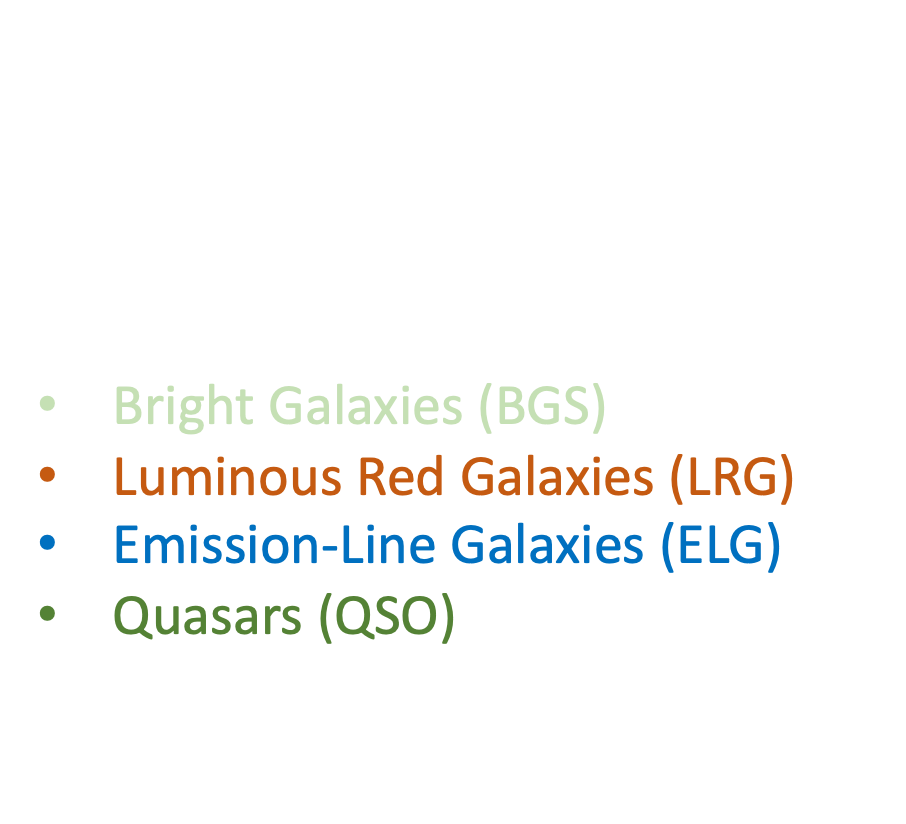 • Bright Galaxies (BGS)
• Luminous Red Galaxies (LRG)
• Emission-Line Galaxies (ELG)
• Quasars (QSO)